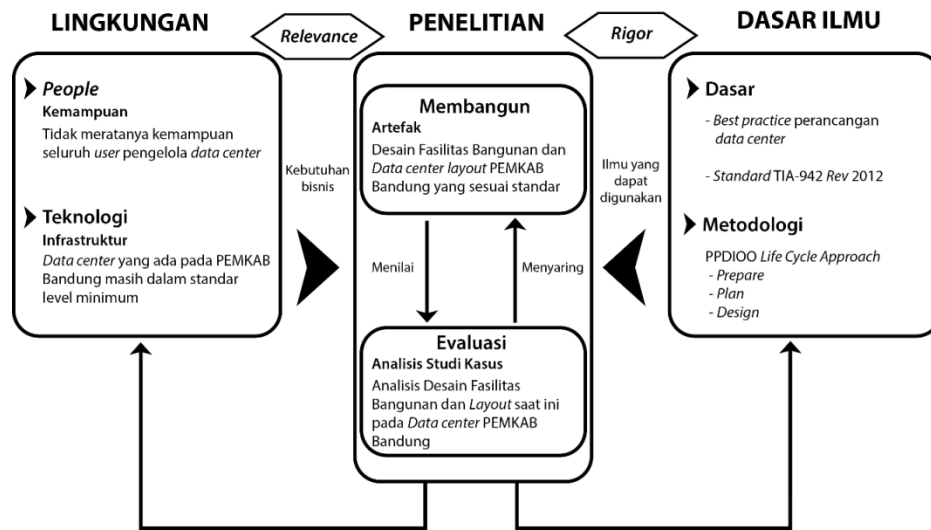 LINGKUNGAN
Relevance
PENELITIAN
Rigor
DASAR ILMU
People
Kemampuan
Tidak meratanya kemampuan
seluruh user pengelola data center
Teknologi
Infrastruktur
Data center yang ada pada PEMKAB
Bandung masih dalam standar
level minimum
Kebutuhan
bisnis
Membangun
Artefak
Desain Fasilitas Bangunan dan
Data center layout PEMKAB
Bandung yang sesuai standar
Menilai
Menyaring
Evaluasi
Analisis Studi Kasus
Analisis Desain Fasilitas
Bangunan dan Layout saat ini
pada Data center PEMKAB
Bandung
Ilmu yang
dapat
digunakan
Dasar
- Best practice perancangan
data center
- Standard TIA-942 Rev 2012
Metodologi
PPDIOO Life Cycle Approach
- Prepare
- Plan
- Design